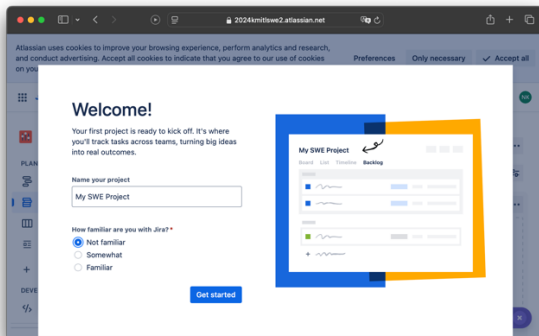 2024kmitlswe2.atlassian.net
Atlassian uses cookies to improve your browsing experience, perform analytics and research,
and conduct advertising. Accept all cookies to indicate that you agree to our use of cookies
on you
Preferences
Only necessary
Accept all
NK
PLAN
DEVE
Welcome!
Your first project is ready to kick off. It's where
you'll track tasks across teams, turning big ideas
into real outcomes.
Name your project
My SWE Project
How familiar are you with Jira?*
Not familiar
Somewhat
Familiar
Get started
My SWE Project
Board List Timeline Backlog